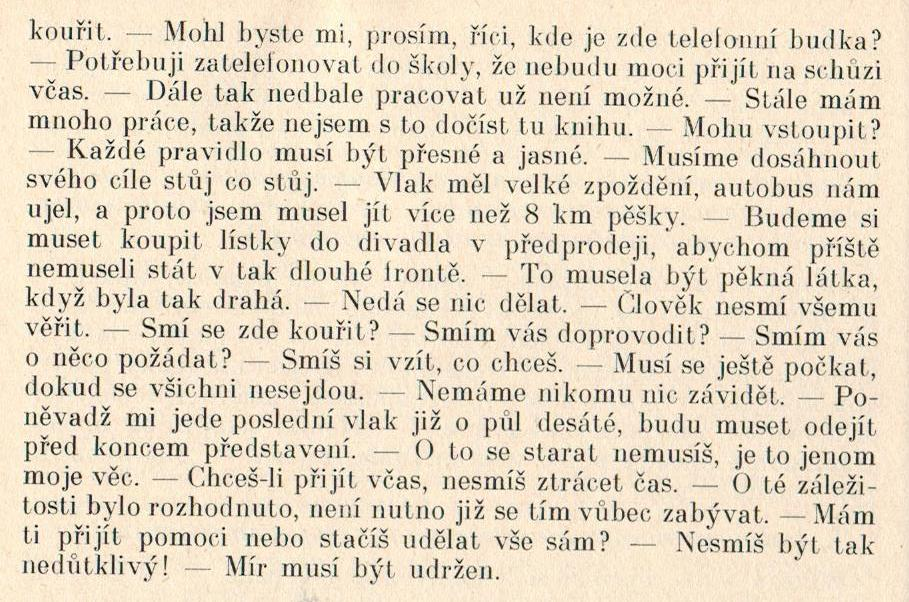 kouřit. — Mohl byste mi, prosím, říci, kde je zde telefonní budka?
— Potřebuji zatelefonovat do školy, že nebudu moci přijít na schůzi
včas. — Dále tak nedbale pracovat už není možné. — Stále mám
mnoho práce, takže nejsem s to dočíst tu knihu. — Mohu vstoupit?
— Každé pravidlo musí být přesné a jasné. — Musíme dosáhnout
svého cíle stůj co stůj. — Vlak měl velké zpoždění, autobus nám
ujel, a proto jsem musel jít více než 8 km pěšky. — Budeme si
muset koupit lístky do divadla v předprodeji, abychom příště
nemuseli stát v tak dlouhé frontě. — To musela být pěkná látka,
když byla tak drahá. — Nedá se nic dělat. — Člověk nesmí všemu
věřit. — Smí se zde kouřit? — Smím vás doprovodit? — Smím vás
o něco požádat? — Smíš si vzít, co chceš. — Musí se ještě počkat,
dokud se všichni nesejdou. — Nemáme nikomu nic závidět. — Po-
něvadž mi jede poslední vlak již o půl desáté, budu muset odejít
před koncem představení. — O to se starat nemusíš, je to jenom
moje věc. — Chceš-li přijít včas, nesmíš ztrácet čas. — O té záleži-
tosti bylo rozhodnuto, není nutno již se tím vůbec zabývat. — Mám
ti přijít pomoci nebo stačíš udělat vše sám? — Nesmíš být tak
nedůtklivý! — Mír musí být udržen.